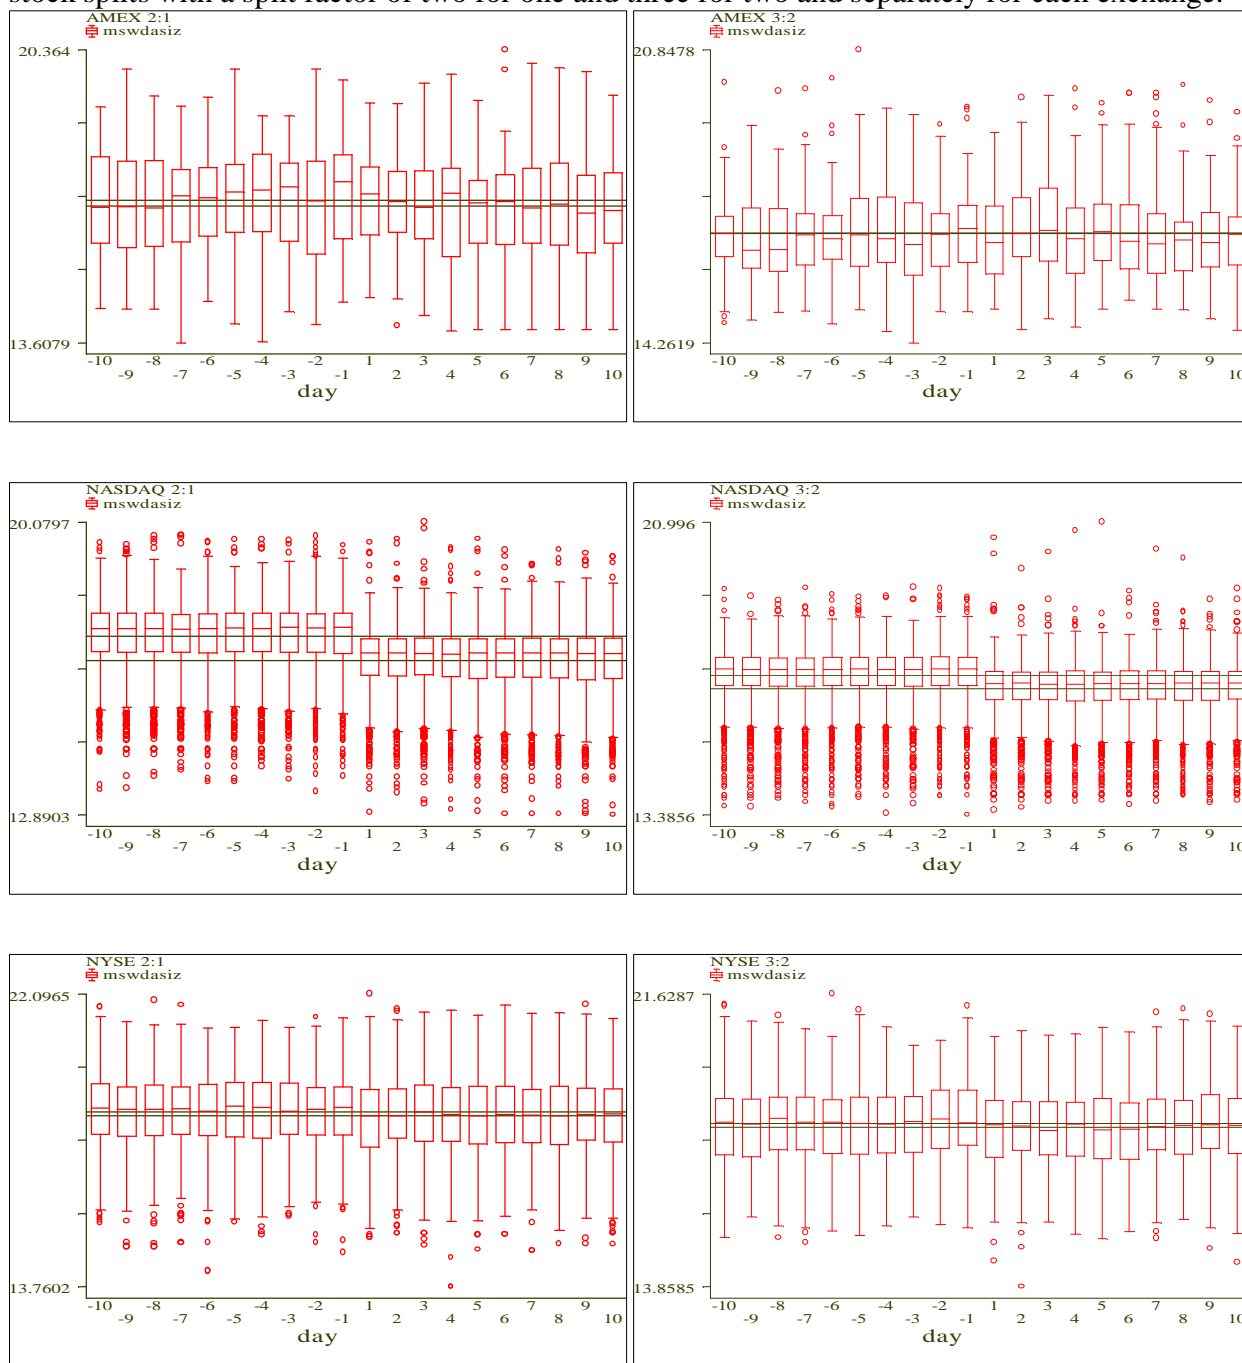 stock splits with a split factor of two for one and three for two and separately for each exchange.
AMEX 2:1
mswdasiz
20.364
13.6079
-10 -8 -6 -4 -2 1 3 5 7 9
-9 -7 -5 -3 -1 2 4 6 8 10
day
AMEX 3:2
mswdasiz
20.8478
14.2619
-10 -8 -6 -4 -2 1 3 5 7 9
-9 -7 -5 -3 -1 2 4 6 8 10
day
NASDAQ 2:1
mswdasiz
20.0797
12.8903
-10 -8 -6 -4 -2 1 3 5 7 9
-9 -7 -5 -3 -1 2 4 6 8 10
day
NASDAQ 3:2
mswdasiz
20.996
13.3856
-10 -8 -6 -4 -2 1 3 5 7 9
-9 -7 -5 -3 -1 2 4 6 8 10
day
NYSE 2:1
mswdasiz
22.0965
13.7602
-10 -8 -6 -4 -2 1 3 5 7 9
-9 -7 -5 -3 -1 2 4 6 8 10
day
NYSE 3:2
mswdasiz
21.6287
13.8585
-10 -8 -6 -4 -2 1 3 5 7 9
-9 -7 -5 -3 -1 2 4 6 8 10
day